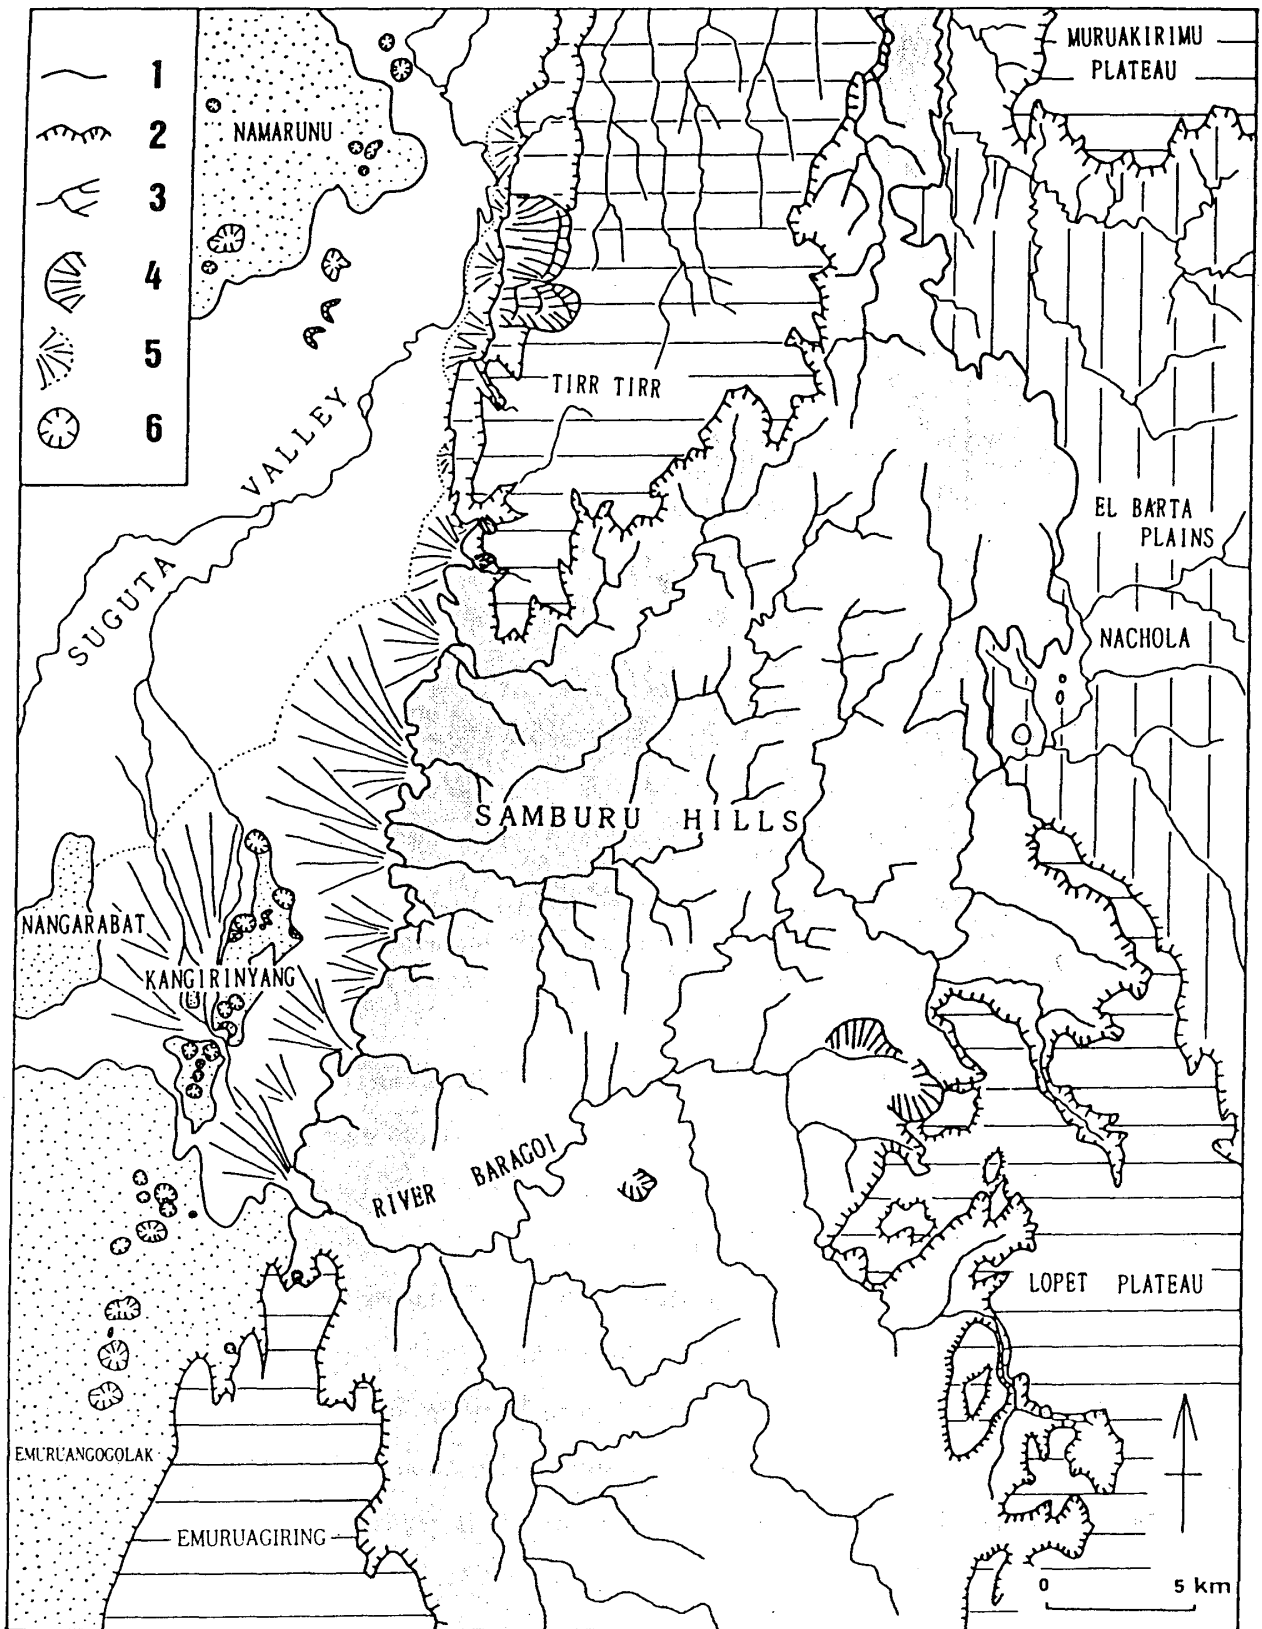 1
2
3
4
5
6
NAMARUNU
MURUAKIRIMU
PLATEAU
TIRR TIRR
SUGUTA VALLEY
EL BARTA
PLAINS
NACHOLA
SAMBURU HILLS
NANGARABAT
KANGIRINYANG
RIVER BARAGOI
LOPET PLATEAU
EMURUANGOGOLAK
EMURUAGIRING
0 5 km